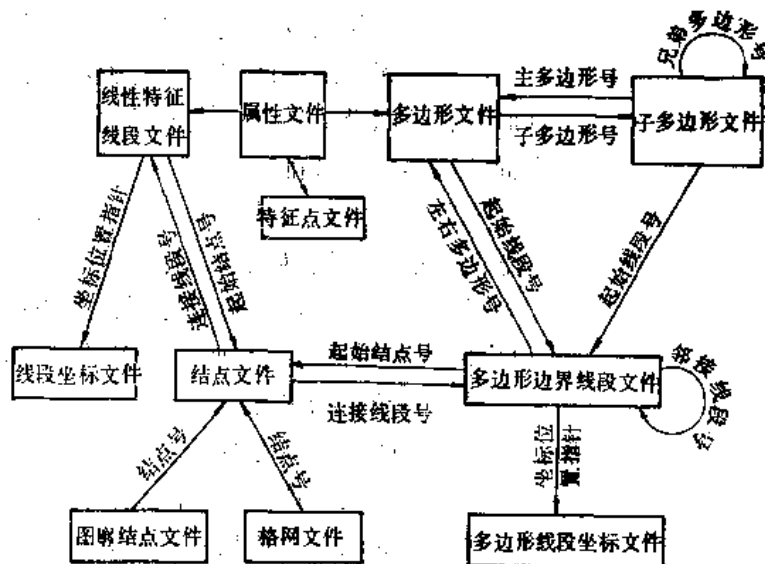 兄弟多边形号
线性特征
线段文件
属性文件
多边形文件
主多边形号
子多边形号
子多边形文件
特征点文件
坐标位置指针
连接线段号
起始结点号
左右多边形号
起始线段号
起始线段号
线段坐标文件
结点文件
起始结点号
连接线段号
多边形边界线段文件
邻接线段号
结点号
结点号
坐标位
置指针
图廓结点文件
格网文件
多边形线段坐标文件